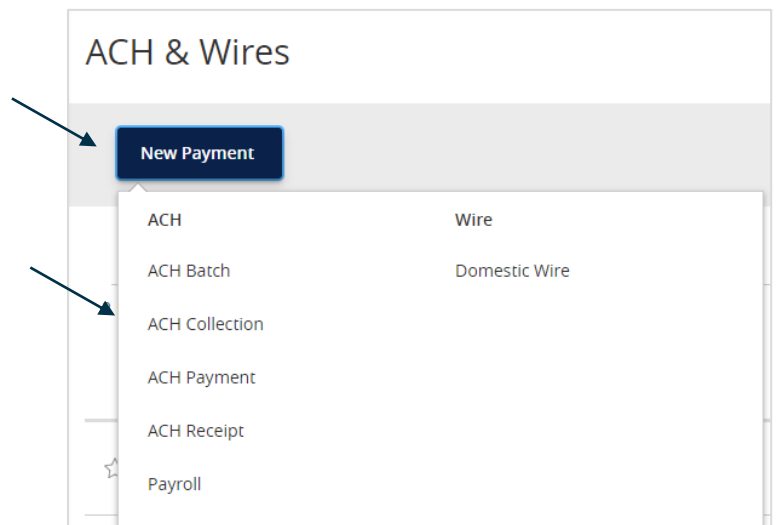 ACH & Wires
New Payment
ACH
Wire
ACH Batch
Domestic Wire
ACH Collection
ACH Payment
ACH Receipt
Payroll